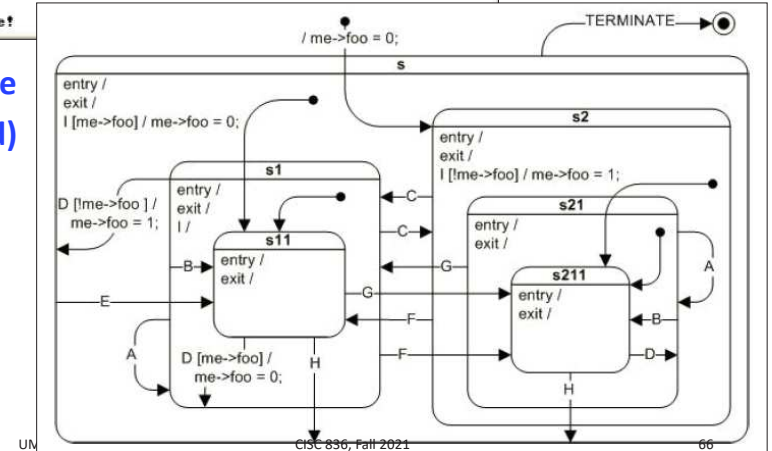 e!
e
l)
/ me->foo = 0;
TERMINATE
s
entry /
exit /
I [me->foo] / me->foo = 0;
s2
entry /
exit /
I [!me->foo] / me->foo = 1;
s1
entry /
exit /
I /
D [!me->foo ] /
me->foo = 1;
C
C
s21
entry /
exit /
s11
entry /
exit /
B
G
A
s211
entry /
exit /
E
G
F
B
A
D [me->foo] /
me->foo = 0;
H
F
D
H
UM
CISC 836, Fall 2021
66